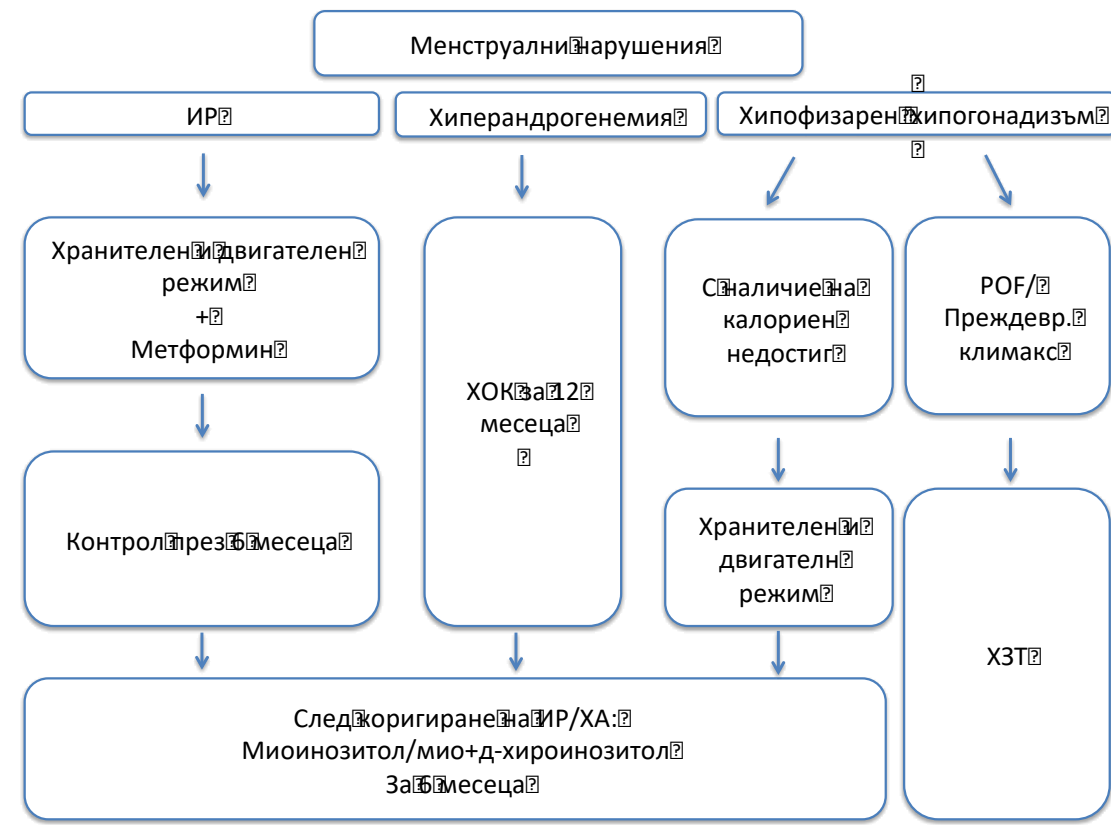 Менструални нарушения
ИР
Хиперандрогенемия
Хипофизарен хипогонадизъм
Хранителен и двигателен
режим
+
Метформин
ХОК за 12
месеца
С наличие на
калориен
недостиг
POF/
Преждевр.
климакс
Контрол през 6 месеца
Хранителен и
двигателн
режим
ХЗТ
След коригиране на ИР/ХА:
Миоинозитол/мио+д-хироинозитол
За 6 месеца